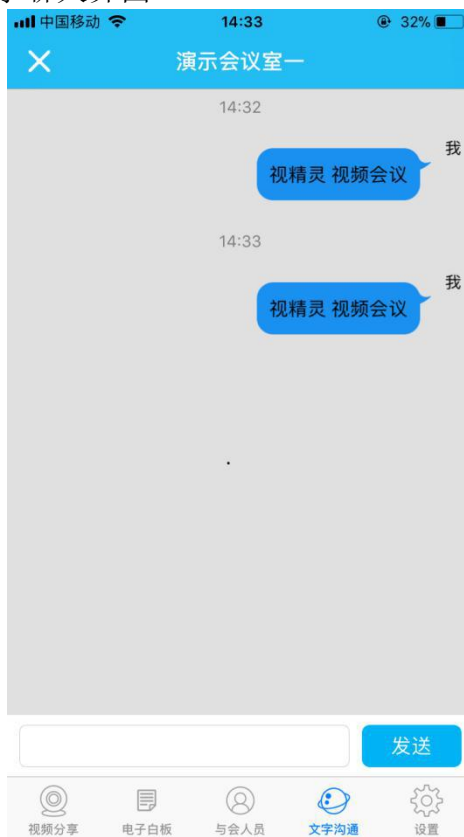 中国移动 14:33 32%
演示会议室一
14:32
我
视精灵 视频会议
14:33
我
视精灵 视频会议
发送
视频分享 电子白板 与会人员 文字沟通 设置